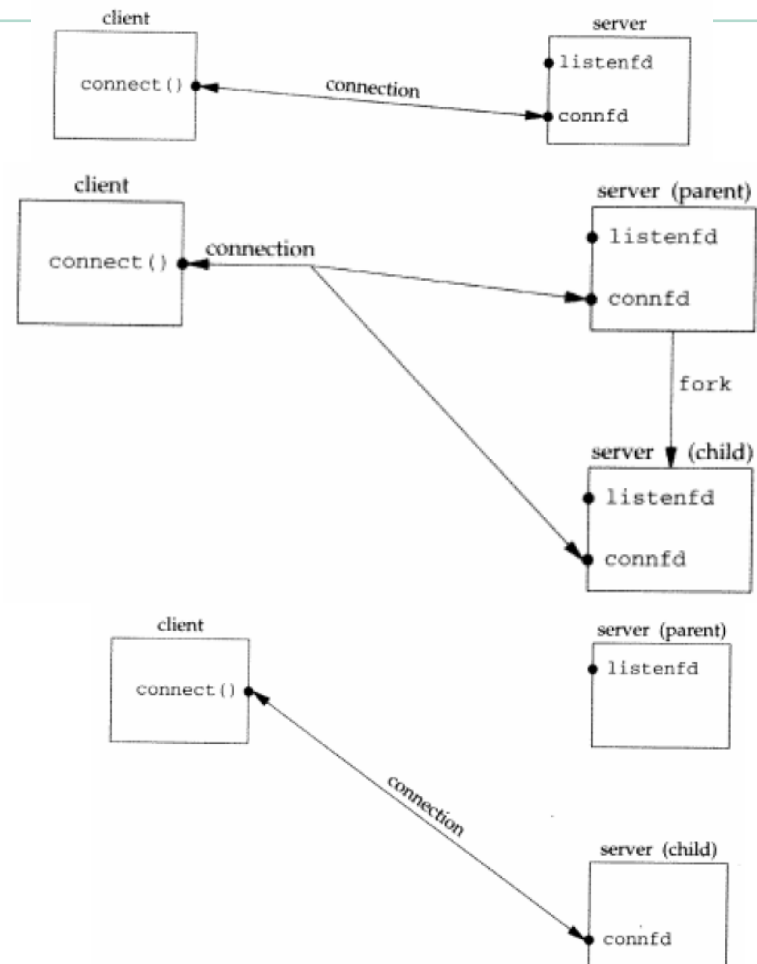 client
server
connect()
connection
listenfd
connfd
client
server (parent)
connect()
connection
listenfd
connfd
fork
server (child)
listenfd
connfd
client
server (parent)
connect()
listenfd
connection
server (child)
connfd